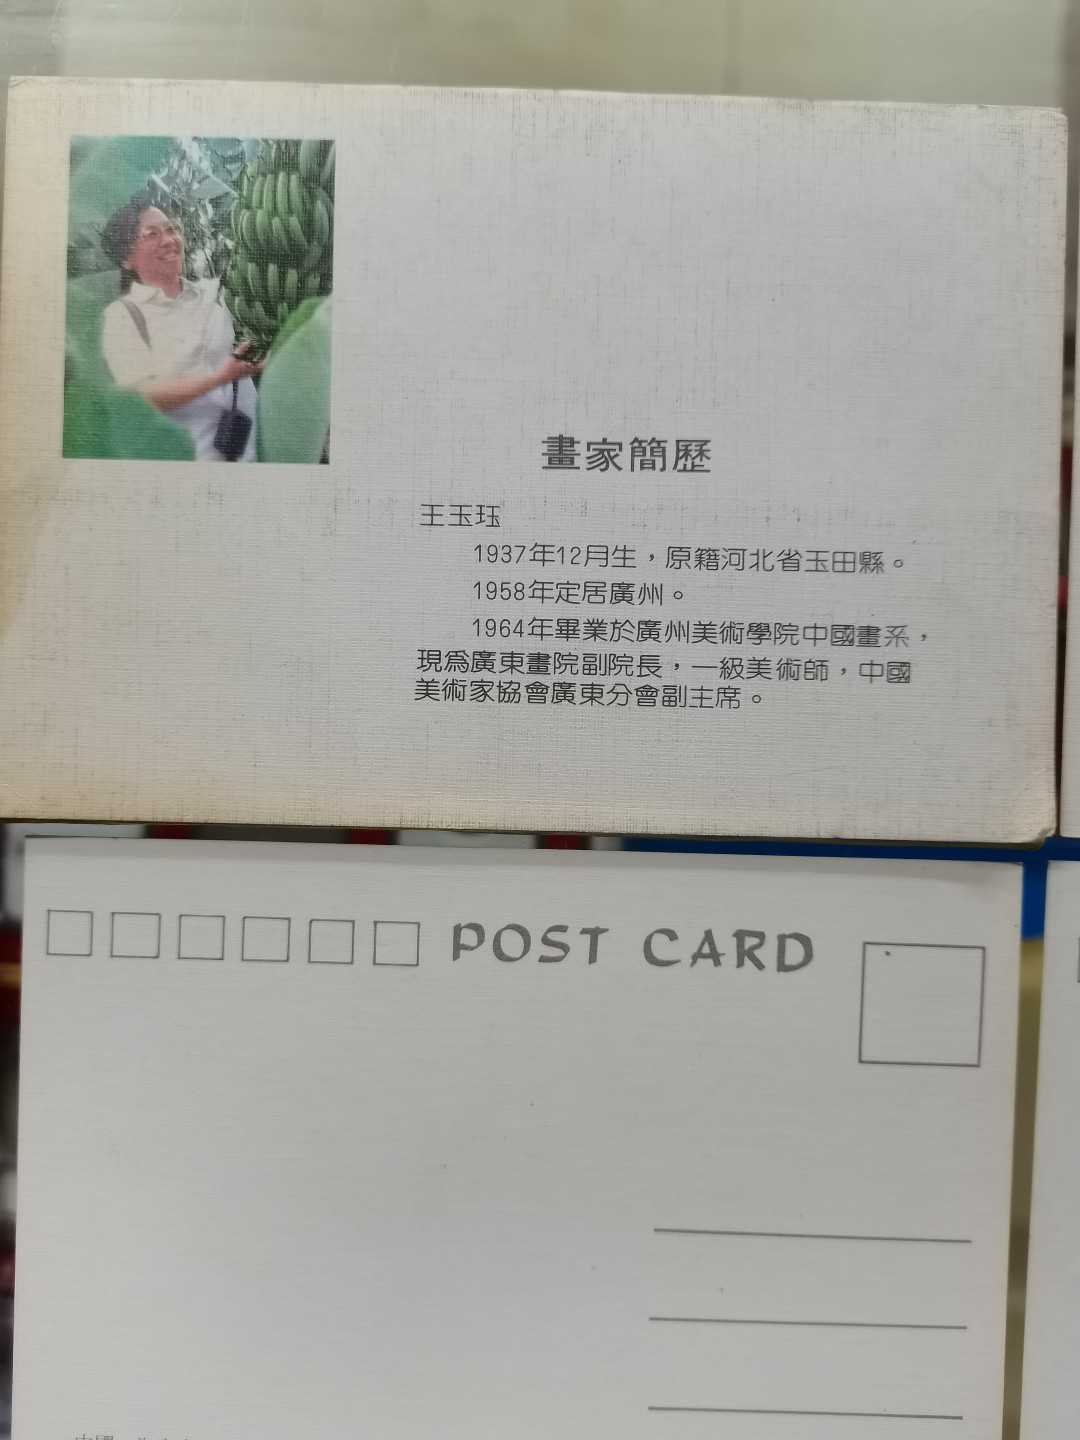 畫家簡歷
王玉珏
1937年12月生，原籍河北省玉田縣。
1958年定居廣州。
1964年畢業於廣州美術學院中國畫系，
現為廣東畫院副院長，一級美術師，中國
美術家協會廣東分會副主席。
POST CARD
中國